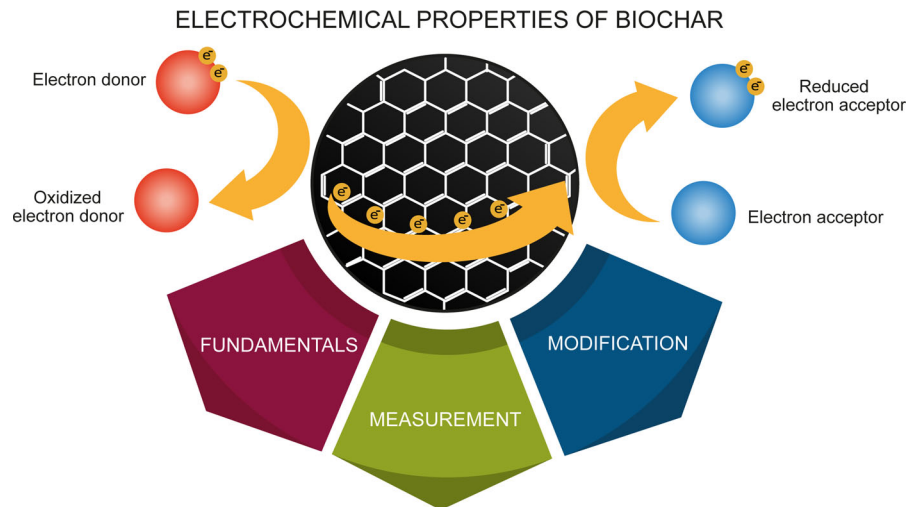 ELECTROCHEMICAL PROPERTIES OF BIOCHAR
e-
e-
Electron donor
Oxidized
electron donor
e-
e-
e-
e-
e-
e-
e-
Reduced
electron acceptor
Electron acceptor
FUNDAMENTALS
MEASUREMENT
MODIFICATION